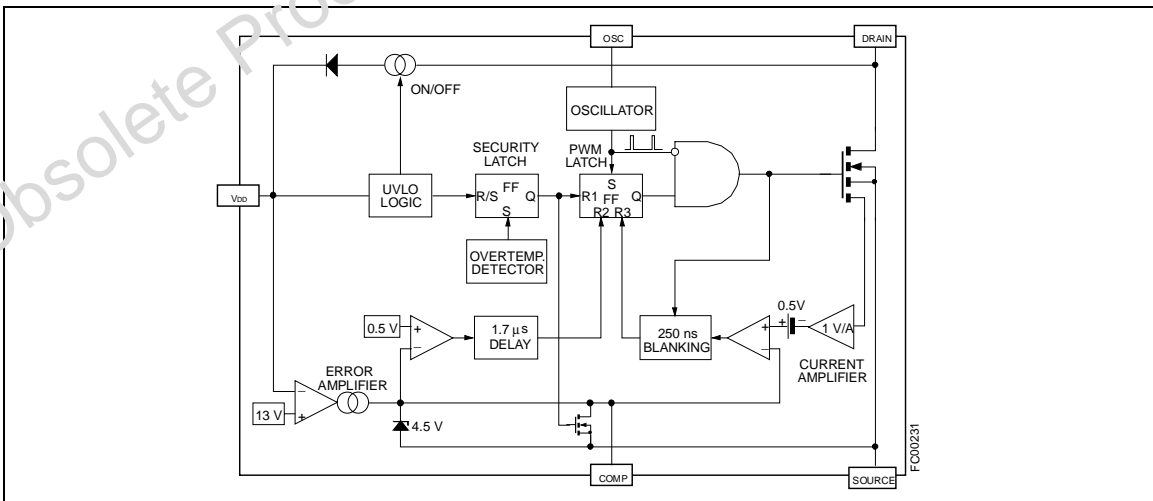 OSC
DRAIN
ON/OFF
OSCILLATOR
SECURITY
LATCH
PWM
LATCH
VDD
UVLO
LOGIC
R/S FF Q
S
S
R1 FF Q
R2 R3
OVERTEMP.
DETECTOR
0.5 V
+
−
1.7 μs
DELAY
250 ns
BLANKING
+
−
0.5V
+ −
1 V/A
CURRENT
AMPLIFIER
ERROR
AMPLIFIER
13 V
−
+
4.5 V
COMP
SOURCE
FC00231
Obsolete